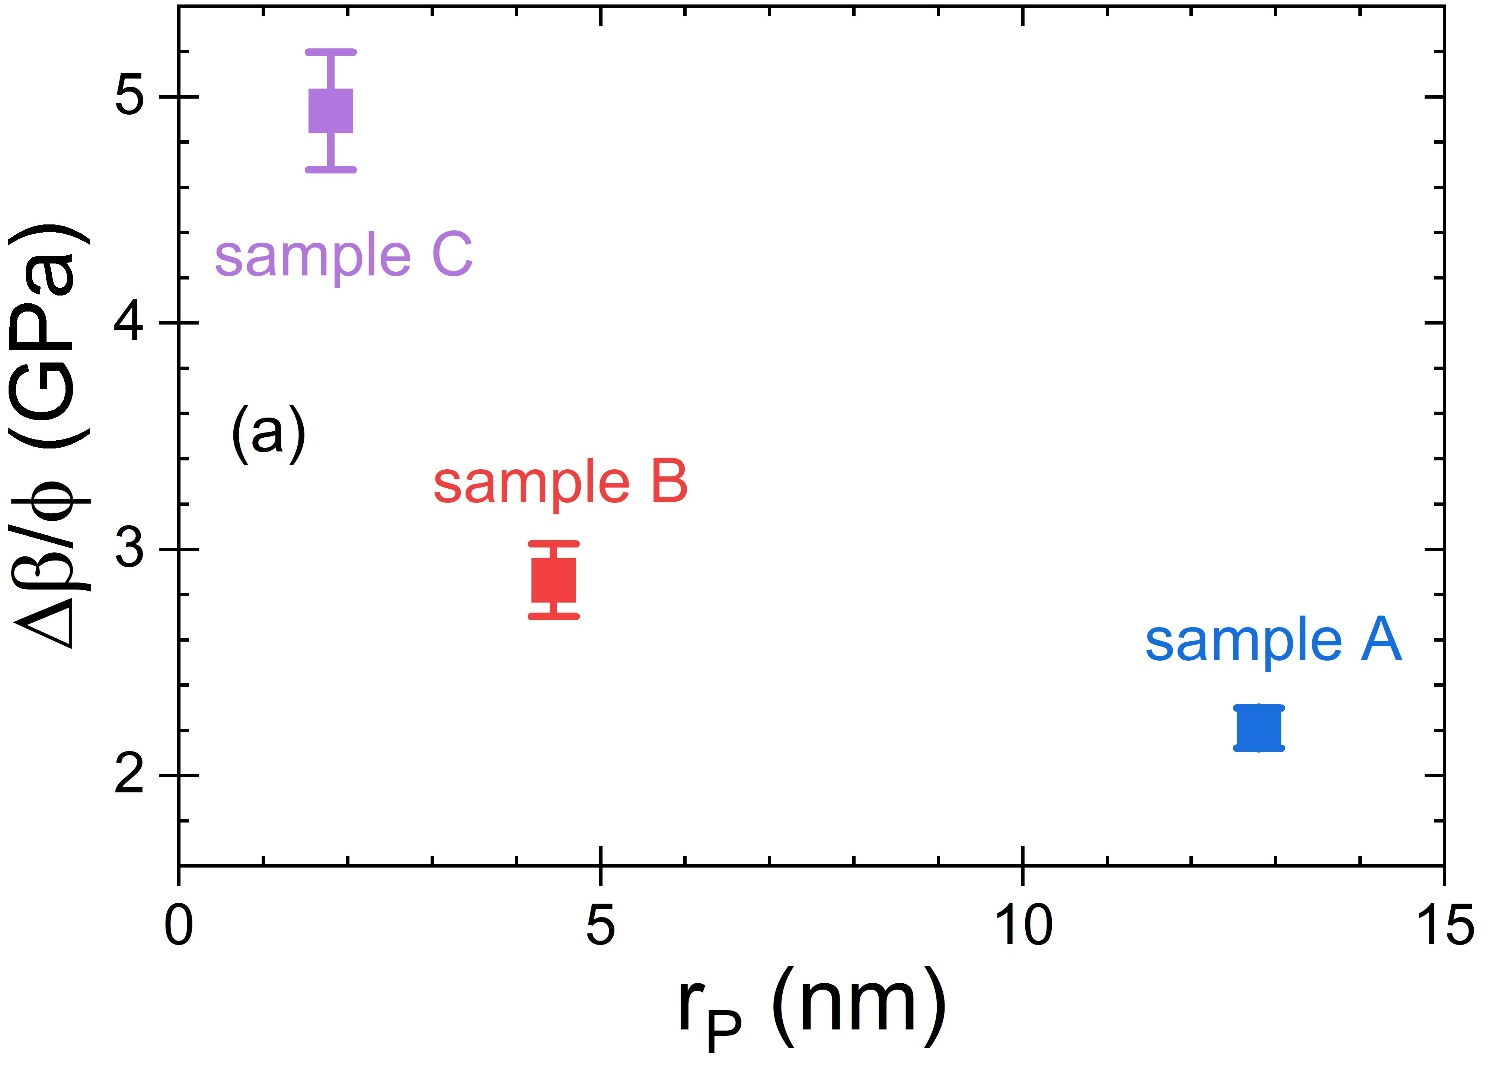 Δβ/ϕ (GPa)
5
4
3
2
sample C
(a)
sample B
sample A
0 5 10 15
r_P (nm)